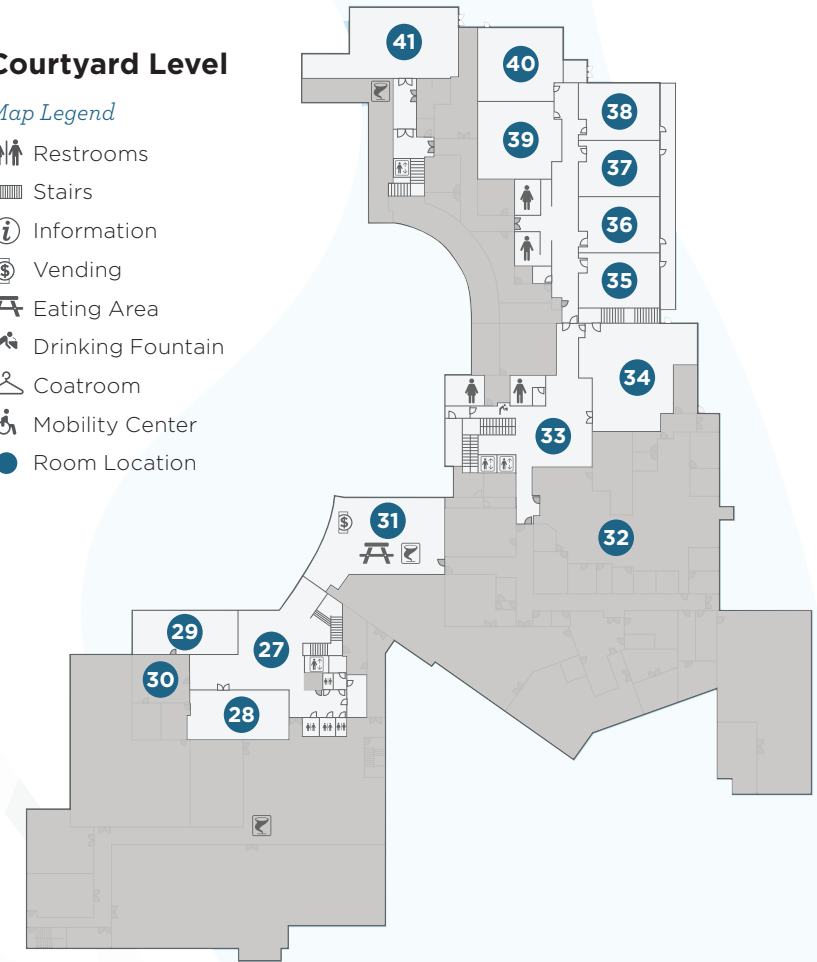 Courtyard Level
Map Legend
Restrooms
Stairs
i Information
$ Vending
Eating Area
Drinking Fountain
Coatroom
Mobility Center
Room Location
41
40
38
39
37
36
35
34
33
31
$
32
29
27
30
28